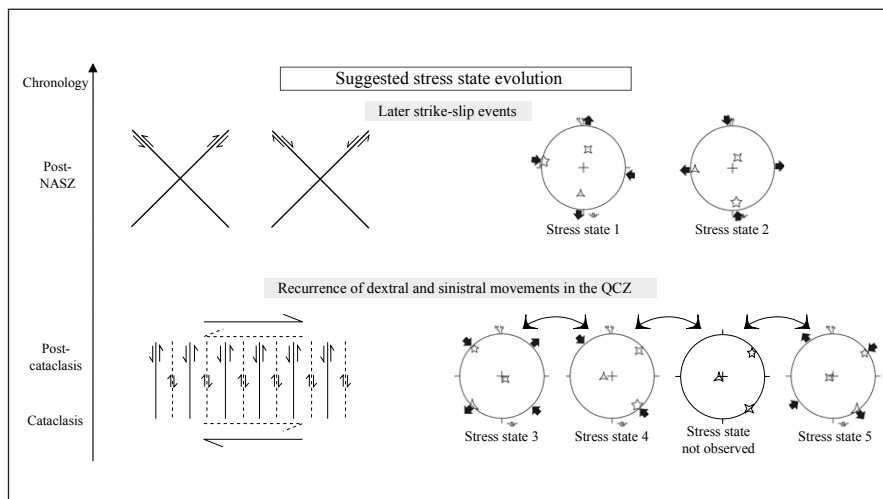 Chronology
Suggested stress state evolution
Later strike-slip events
Post-
NASZ
Stress state 1
Stress state 2
Recurrence of dextral and sinistral movements in the QCZ
Post-
cataclasis
Cataclasis
Stress state 3
Stress state 4
Stress state
not observed
Stress state 5